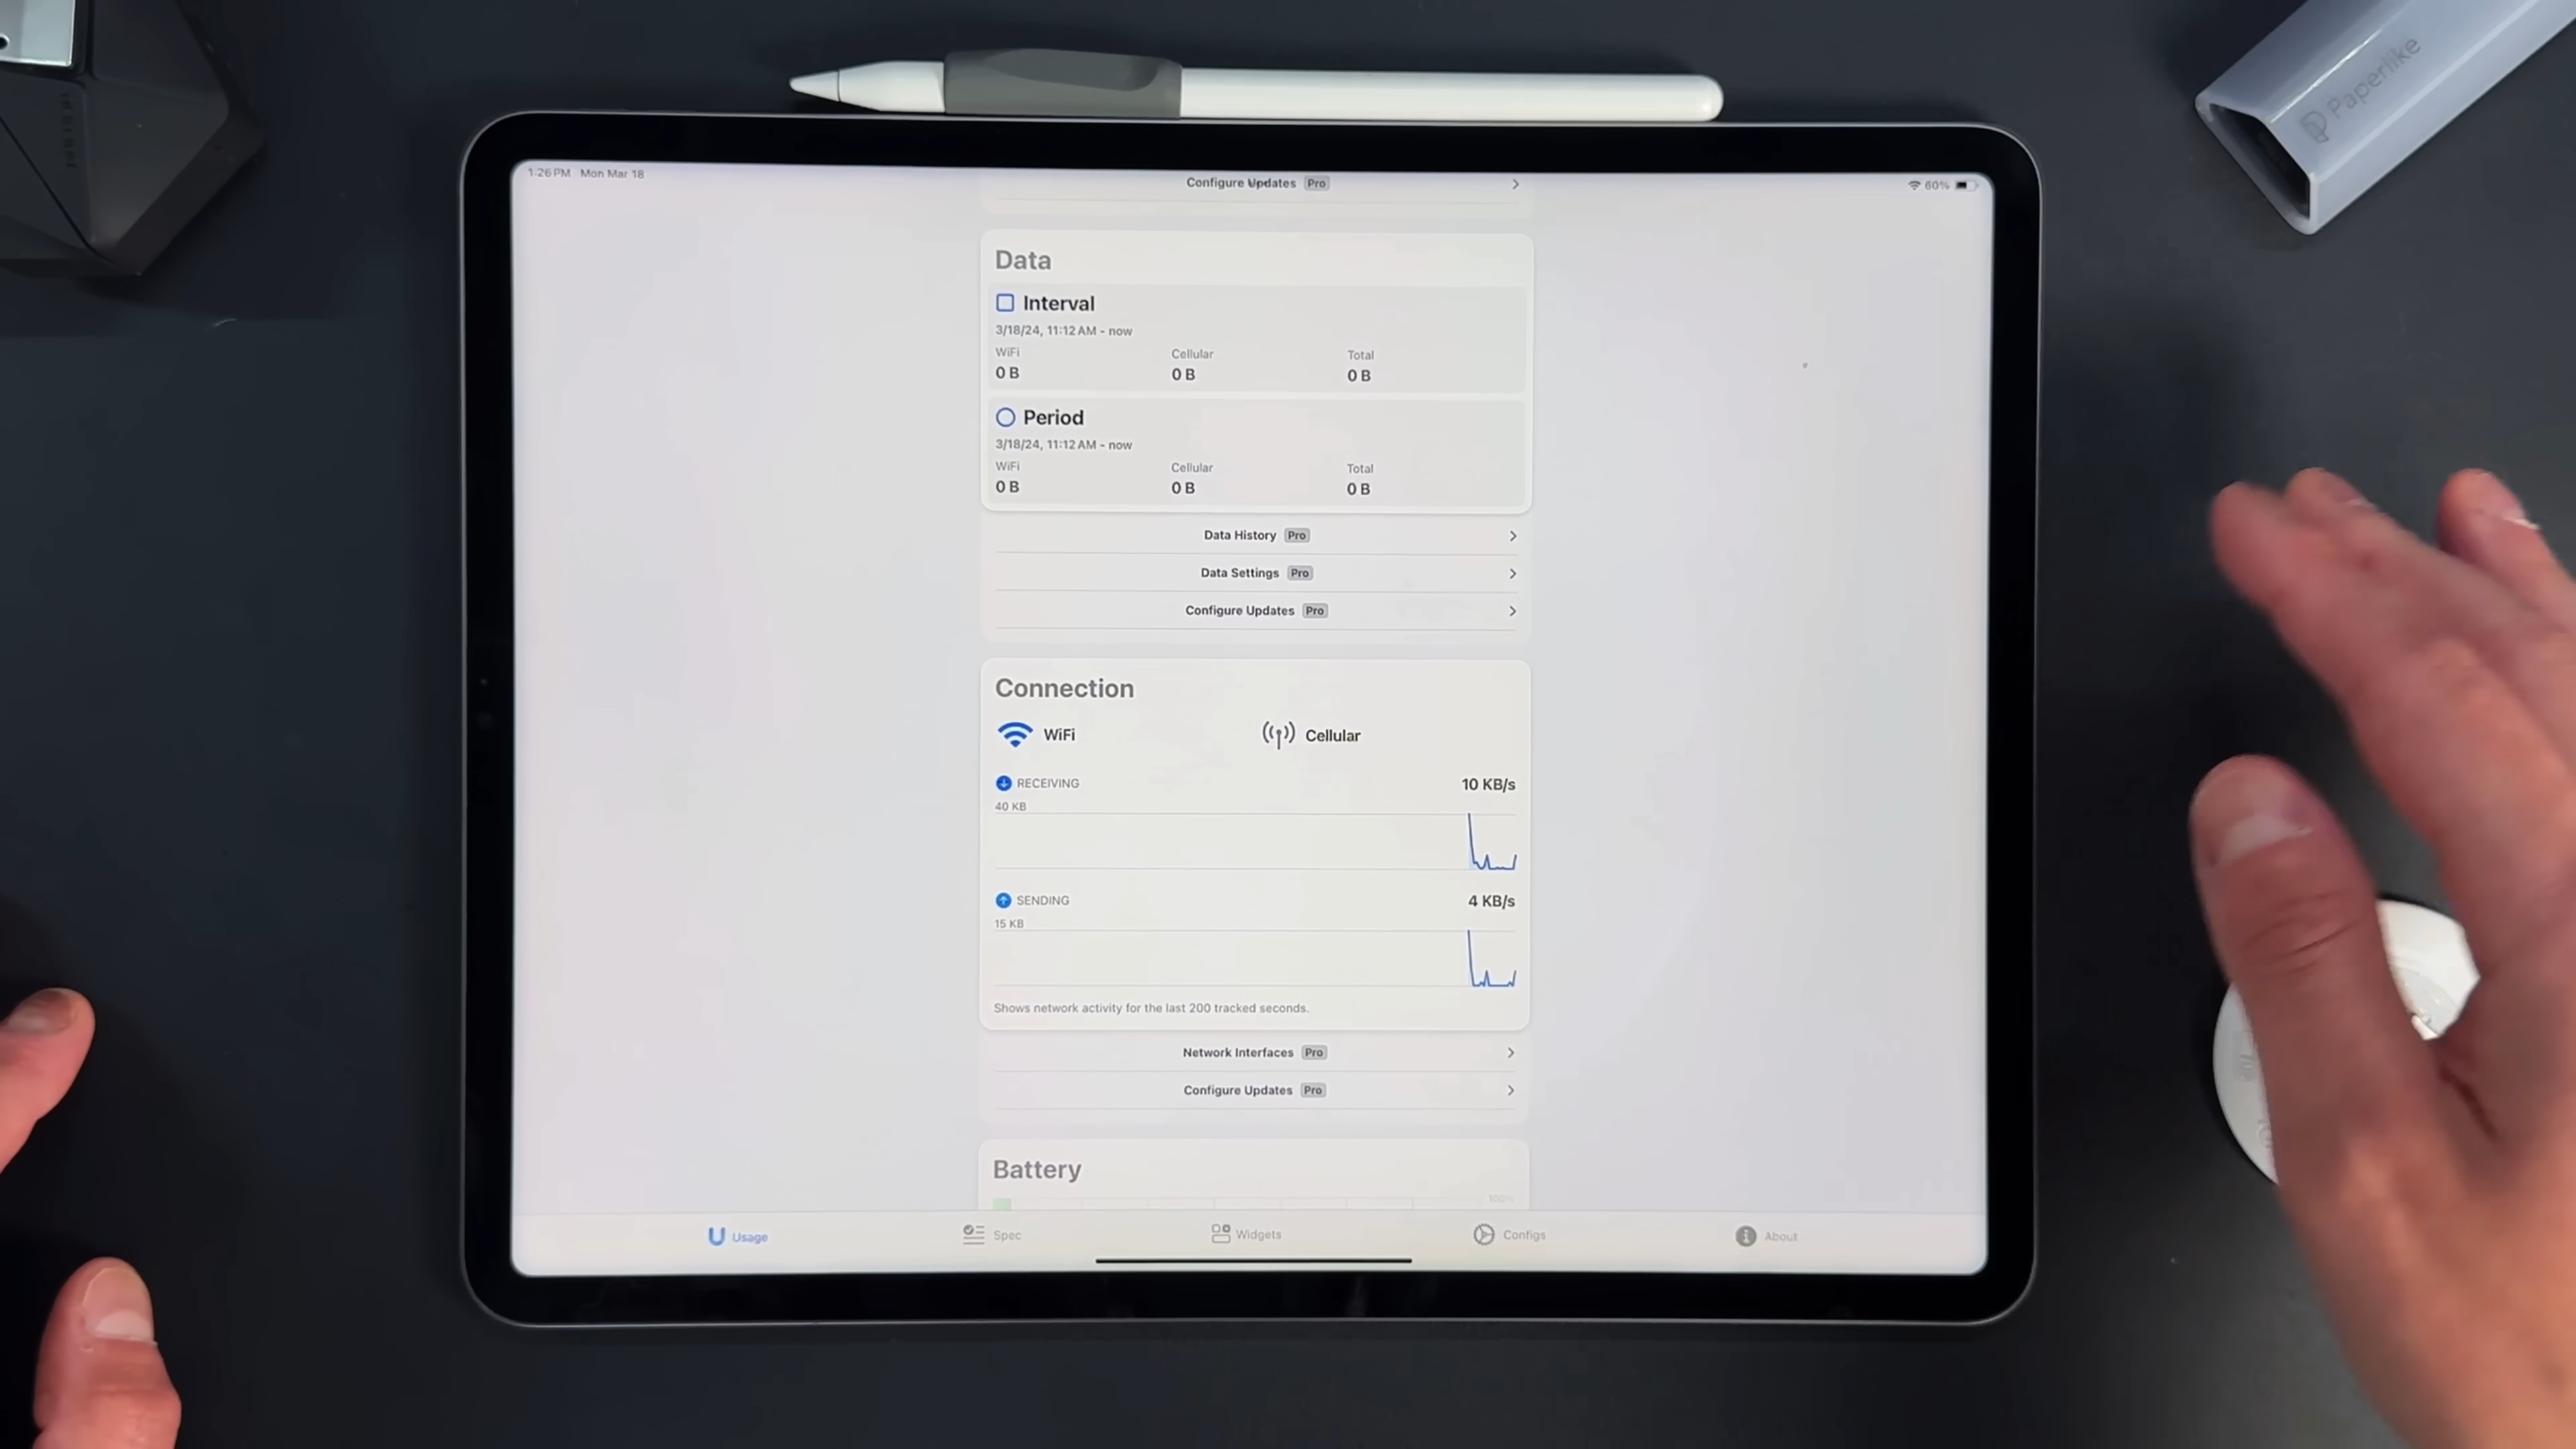 Paperlike
1:26 PM Mon Mar 18
60%
Configure Updates Pro
Data
Interval
3/18/24, 11:12 AM - now
WiFi Cellular Total
0 B 0 B 0 B
Period
3/18/24, 11:12 AM - now
WiFi Cellular Total
0 B 0 B 0 B
Data History Pro
Data Settings Pro
Configure Updates Pro
Connection
WiFi Cellular
RECEIVING 10 KB/s
40 KB
SENDING 4 KB/s
15 KB
Shows network activity for the last 200 tracked seconds.
Network Interfaces Pro
Configure Updates Pro
Battery
100%
Usage Spec Widgets Configs About